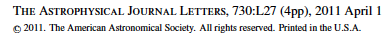 THE ASTROPHYSICAL JOURNAL LETTERS, 730:L27 (4pp), 2011 April 1
© 2011. The American Astronomical Society. All rights reserved. Printed in the U.S.A.